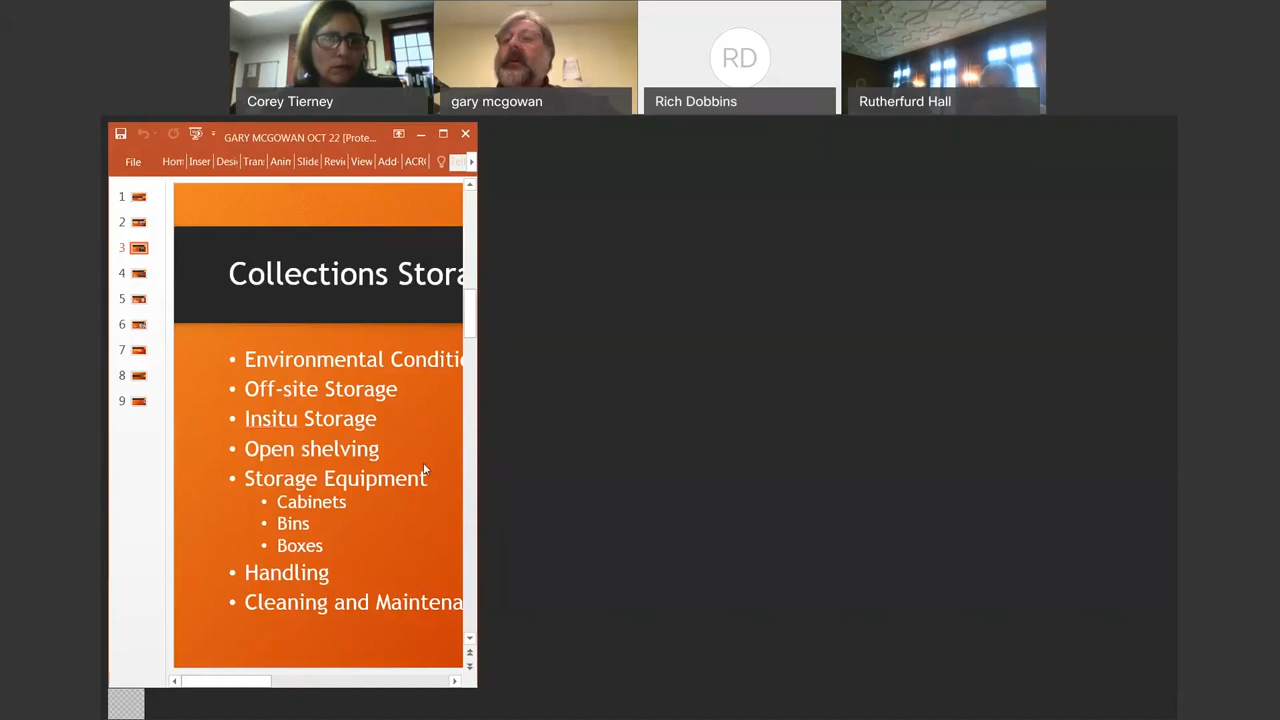 Corey Tierney
gary mcgowan
RD
Rich Dobbins
Rutherfurd Hall
GARY MCGOWAN OCT 22 [Prote...
File
Hom
Inser
Desi
Tran
Anin
Slide
Revi
View
Add-
ACR
Tell
1
2
3
4
5
6
7
8
9
Collections Stora
• Environmental Conditio
• Off-site Storage
• Insitu Storage
• Open shelving
• Storage Equipment
• Cabinets
• Bins
• Boxes
• Handling
• Cleaning and Maintena